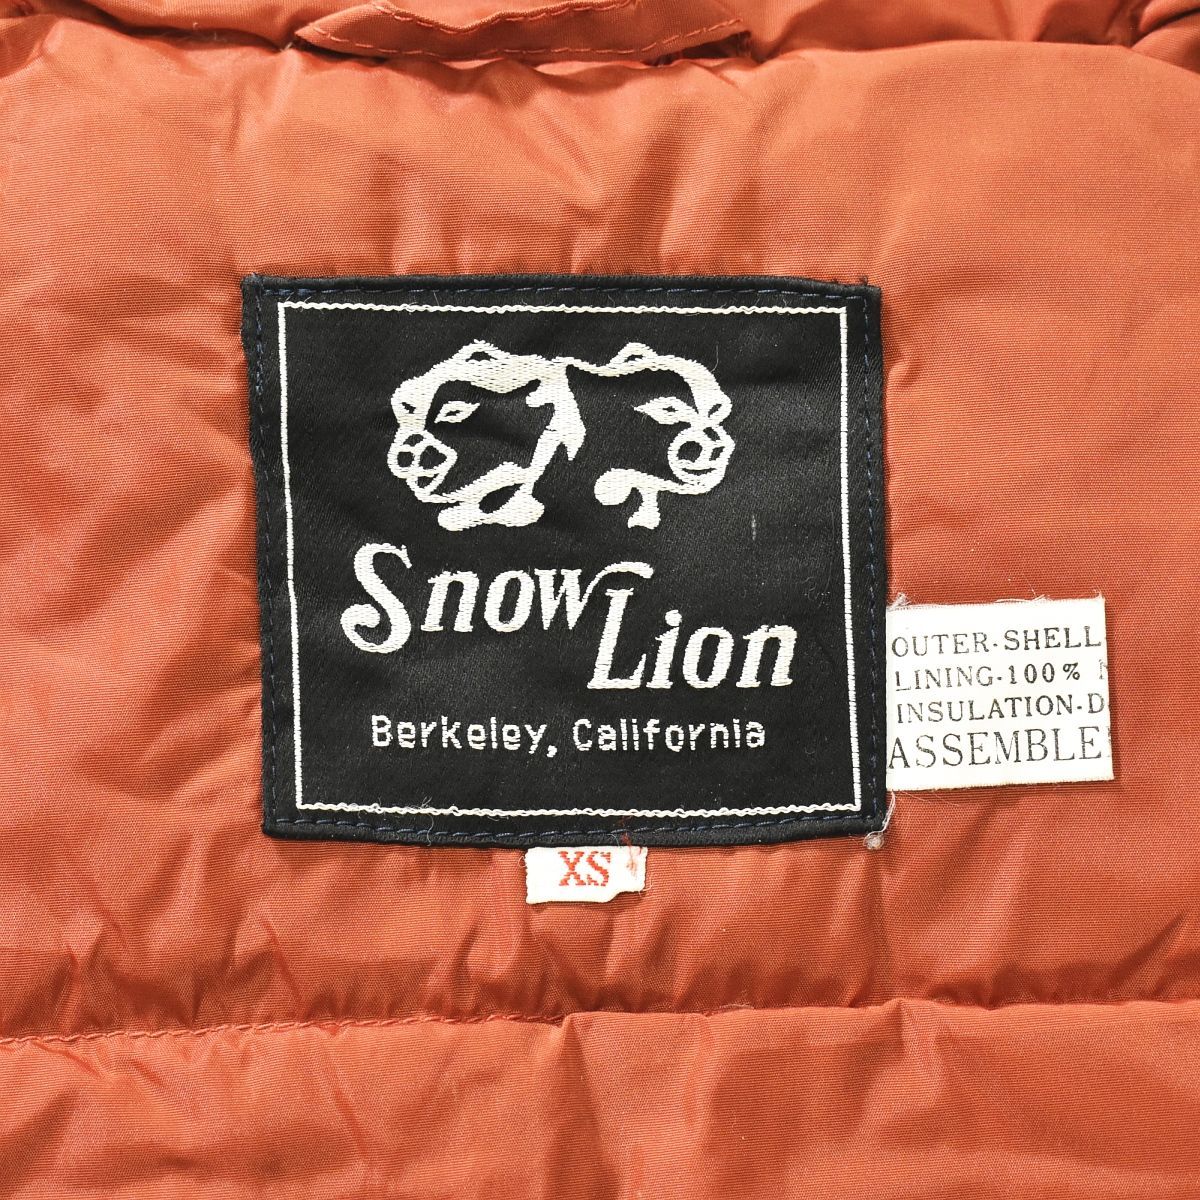 Snow Lion
Berkeley, California
XS
OUTER·SHELL
LINING·100%
INSULATION·D
ASSEMBLE